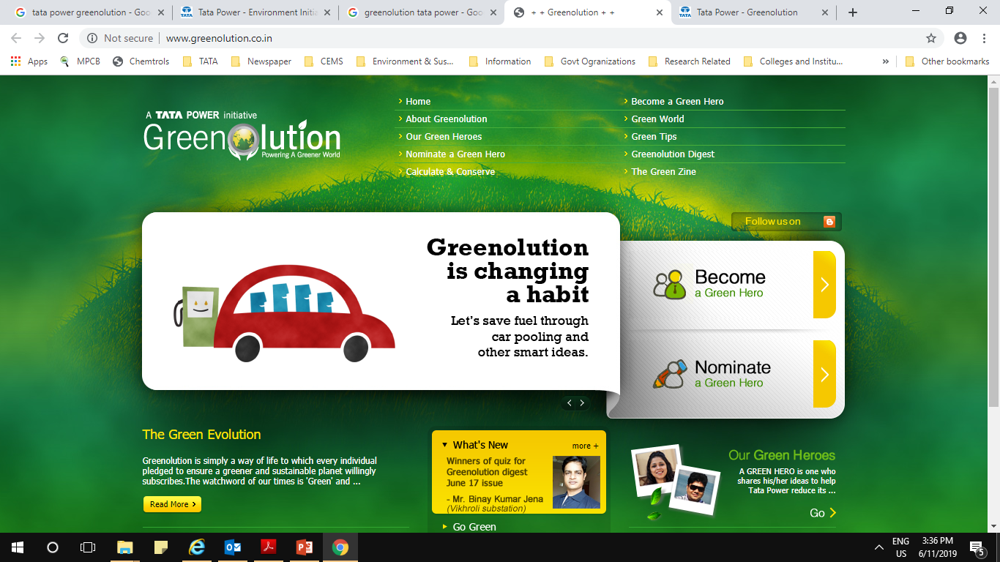 tata power greenolution - Goo
Tata Power - Environment Initia
greenolution tata power - Goo
+ + Greenolution + +
Tata Power - Greenolution
Not secure
www.greenolution.co.in
Apps
MPCB
Chemtrols
TATA
Newspaper
CEMS
Environment & Sus...
Information
Govt Ogranizations
Research Related
Colleges and Institu...
»
Other bookmarks
A TATA POWER initiative
Greenolution
Powering A Greener World
Home
About Greenolution
Our Green Heroes
Nominate a Green Hero
Calculate & Conserve
Become a Green Hero
Green World
Green Tips
Greenolution Digest
The Green Zine
Follow us on
Greenolution
is changing
a habit
Let's save fuel through
car pooling and
other smart ideas.
Become
a Green Hero
Nominate
a Green Hero
The Green Evolution
Greenolution is simply a way of life to which every individual
pledged to ensure a greener and sustainable planet willingly
subscribes.The watchword of our times is 'Green' and ...
Read More
What's New
more +
Winners of quiz for
Greenolution digest
June 17 issue
- Mr. Binay Kumar Jena
(Vikhroli substation)
Go Green
Our Green Heroes
A GREEN HERO is one who
shares his/her ideas to help
Tata Power reduce its ...
Go
ENG
US
3:36 PM
6/11/2019
5